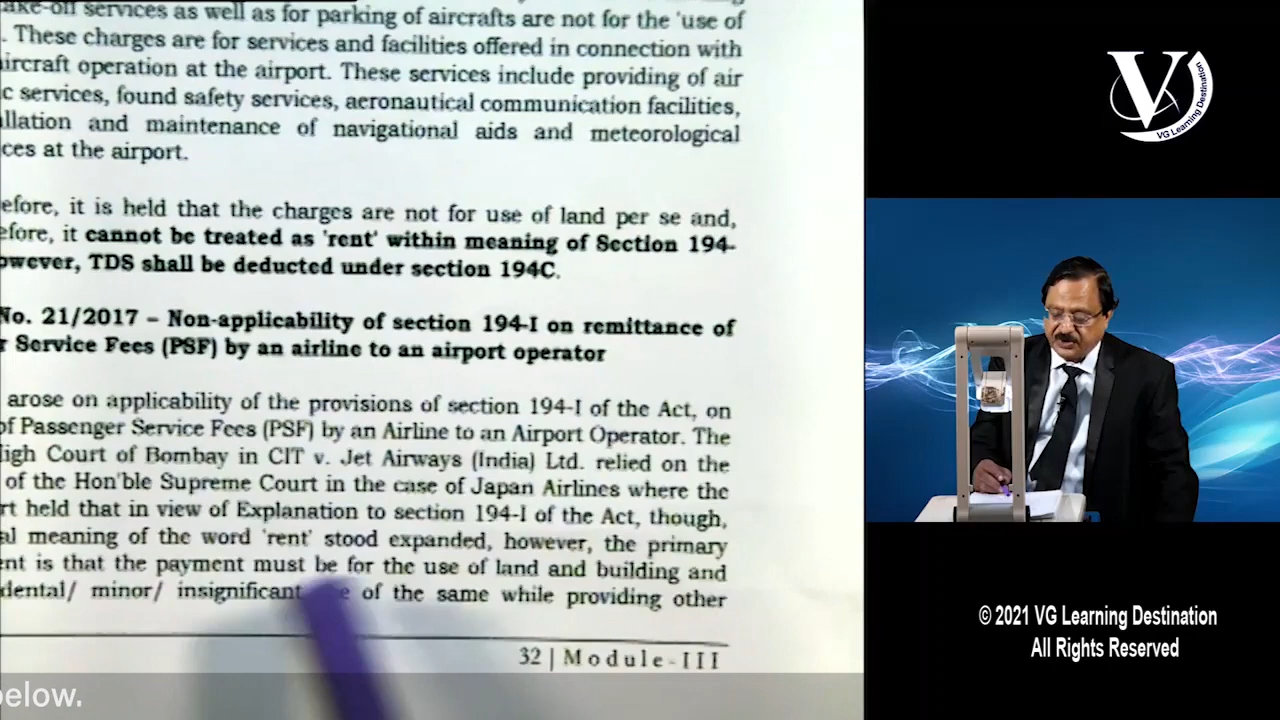 ake-off services as well as for parking of aircrafts are not for the 'use of
. These charges are for services and facilities offered in connection with
ircraft operation at the airport. These services include providing of air
c services, found safety services, aeronautical communication facilities,
llation and maintenance of navigational aids and meteorological
ces at the airport.
efore, it is held that the charges are not for use of land per se and,
efore, it cannot be treated as 'rent' within meaning of Section 194-
owever, TDS shall be deducted under section 194C.
No. 21/2017 – Non-applicability of section 194-I on remittance of
r Service Fees (PSF) by an airline to an airport operator
arose on applicability of the provisions of section 194-I of the Act, on
of Passenger Service Fees (PSF) by an Airline to an Airport Operator. The
igh Court of Bombay in CIT v. Jet Airways (India) Ltd. relied on the
of the Hon'ble Supreme Court in the case of Japan Airlines where the
rt held that in view of Explanation to section 194-I of the Act, though,
al meaning of the word 'rent' stood expanded, however, the primary
ent is that the payment must be for the use of land and building and
dental/ minor/ insignificant of the same while providing other
32 | Module-III
below.
V
VG Learning Destination
© 2021 VG Learning Destination
All Rights Reserved